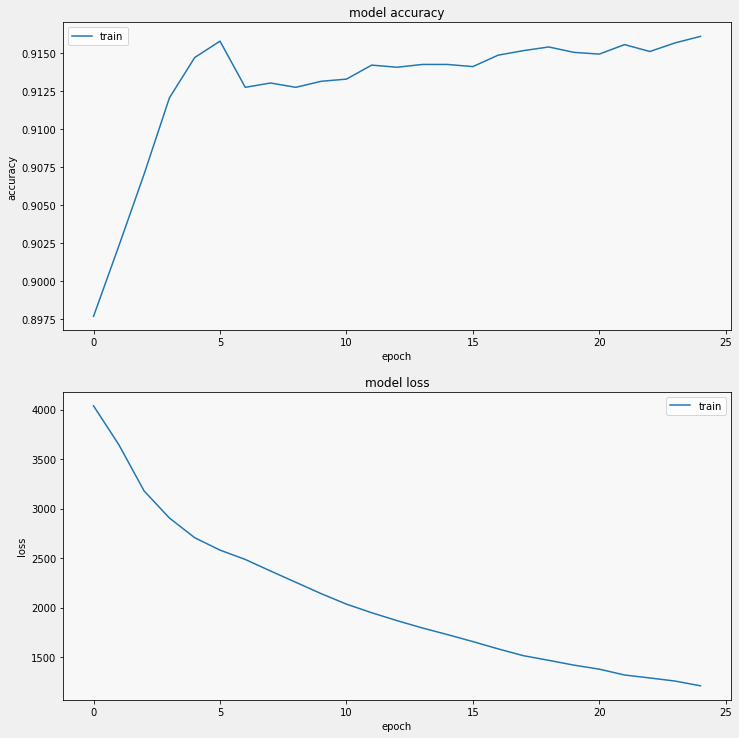 model accuracy
train
0.9150
0.9125
0.9100
0.9075
0.9050
0.9025
0.9000
0.8975
accuracy
0 5 10 15 20 25
epoch
model loss
train
4000
3500
3000
2500
2000
1500
loss
0 5 10 15 20 25
epoch